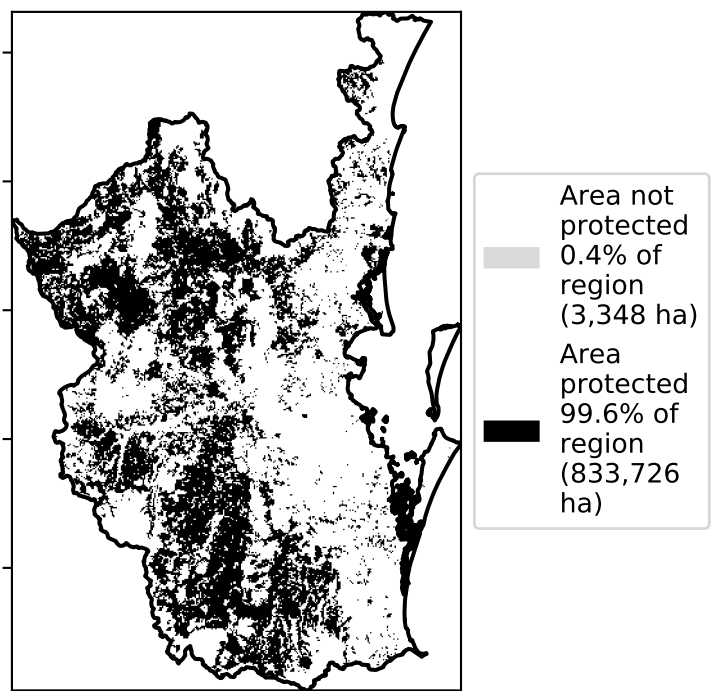 Area not
protected
0.4% of
region
(3,348 ha)
Area
protected
99.6% of
region
(833,726
ha)